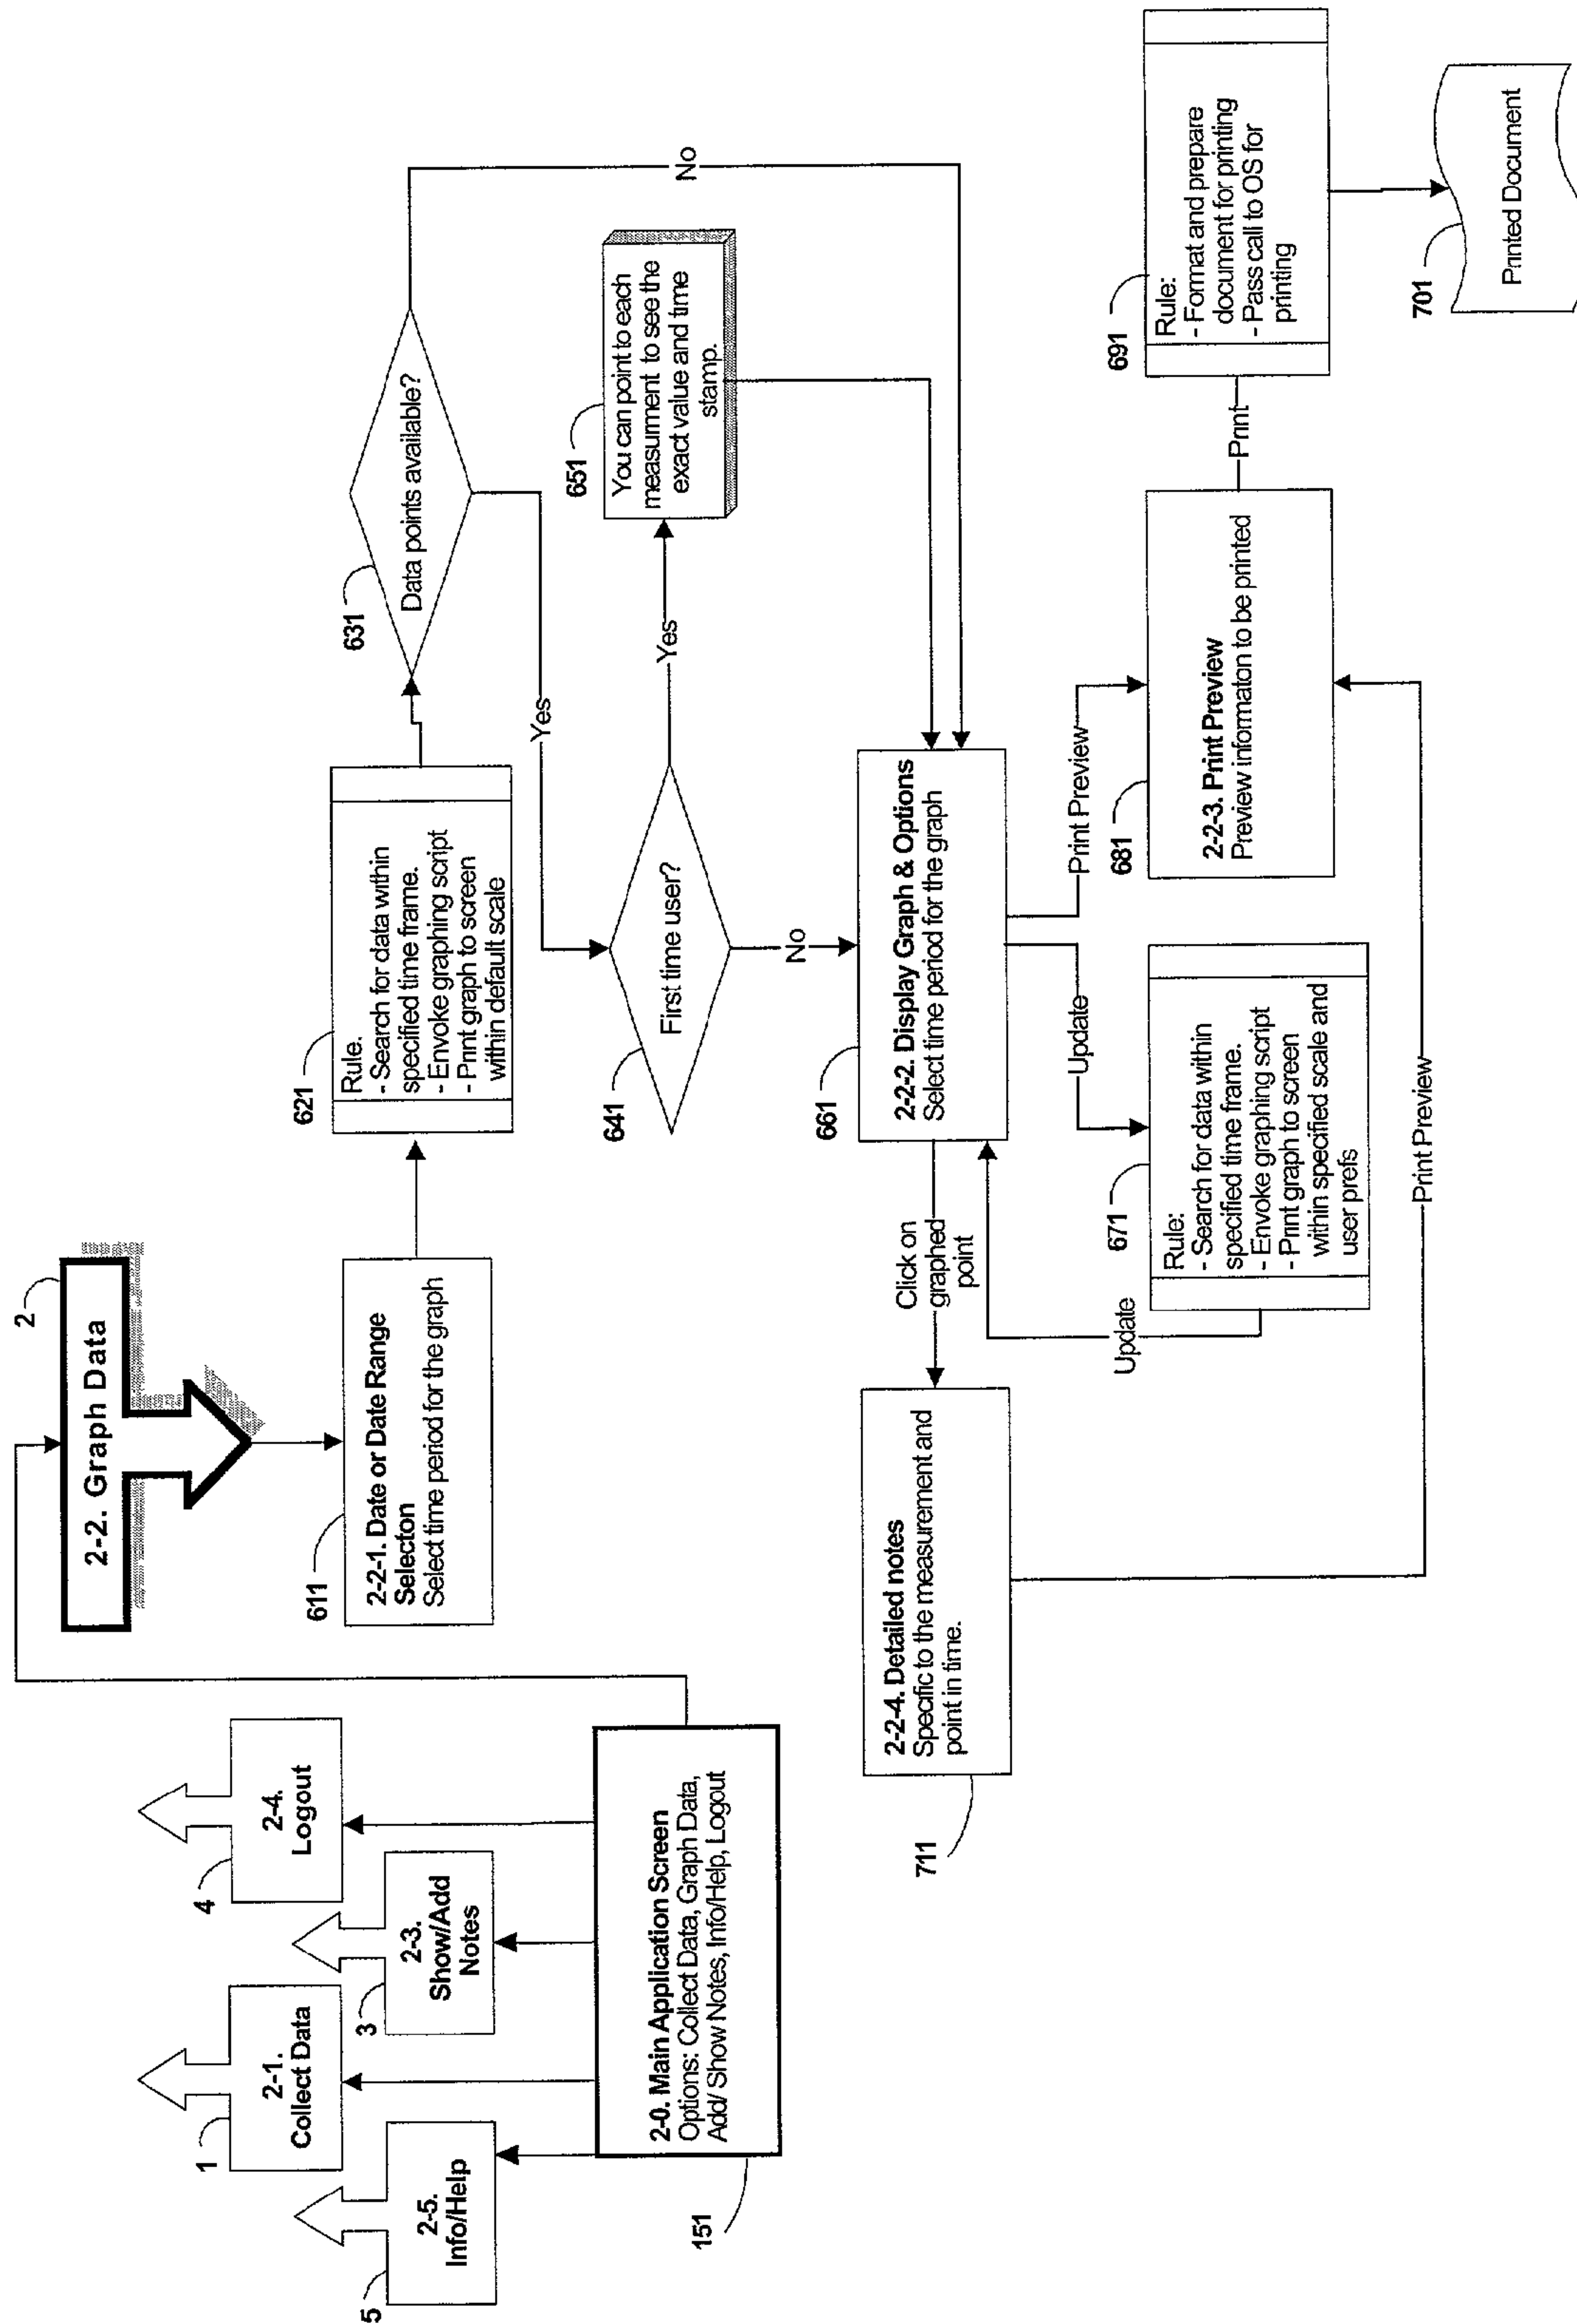 2
2-2. Graph Data
611
2-2-1. Date or Date Range
Selecton
Select time period for the graph
621
Rule.
- Search for data within
specified time frame.
- Envoke graphing script
- Print graph to screen
within default scale
631
Data points available?
Yes
No
641
First time user?
Yes
No
651
You can point to each
measurment to see the
exact value and time
stamp.
661
2-2-2. Display Graph & Options
Select time period for the graph
Click on
graphed
point
Update
Print Preview
671
Rule:
- Search for data within
specified time frame.
- Envoke graphing script
- Print graph to screen
within specified scale and
user prefs
Update
681
2-2-3. Print Preview
Preview informaton to be printed
Print
691
Rule:
- Format and prepare
document for printing
- Pass call to OS for
printing
701
Printed Document
711
2-2-4. Detailed notes
Specific to the measurement and
point in time.
Print Preview
5
2-5.
Info/Help
1
2-1.
Collect Data
3
2-3.
Show/Add
Notes
4
2-4.
Logout
151
2-0. Main Application Screen
Options: Collect Data, Graph Data,
Add/ Show Notes, Info/Help, Logout